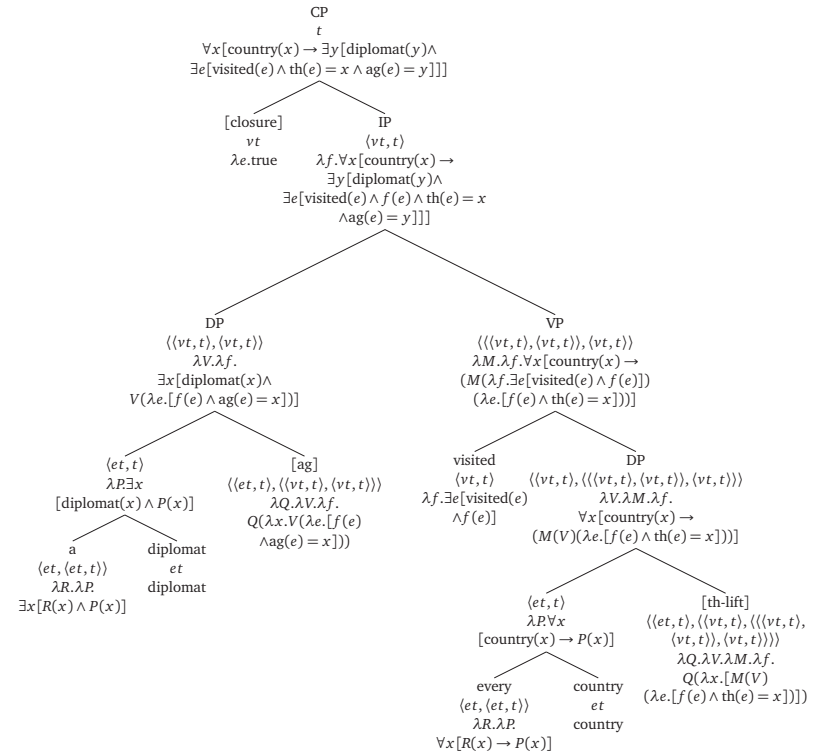 CP
t
∀x[country(x) → ∃y[diplomat(y)∧
∃e[visited(e) ∧ th(e) = x ∧ ag(e) = y]]]
[closure]
vt
λe.true
IP
⟨vt, t⟩
λf.∀x[country(x) →
∃y[diplomat(y)∧
∃e[visited(e) ∧ f(e) ∧ th(e) = x
∧ag(e) = y]]]
DP
⟨⟨vt, t⟩, ⟨vt, t⟩⟩
λV.λf.
∃x[diplomat(x)∧
V(λe.[f(e) ∧ ag(e) = x])]
VP
⟨⟨⟨vt, t⟩, ⟨vt, t⟩⟩, ⟨vt, t⟩⟩
λM.λf.∀x[country(x) →
(M(λf.∃e[visited(e) ∧ f(e)])
(λe.[f(e) ∧ th(e) = x]))]
⟨et, t⟩
λP.∃x
[diplomat(x) ∧ P(x)]
[ag]
⟨⟨et, t⟩, ⟨⟨vt, t⟩, ⟨vt, t⟩⟩⟩
λQ.λV.λf.
Q(λx.V(λe.[f(e)
∧ag(e) = x]))
visited
⟨vt, t⟩
λf.∃e[visited(e)
∧f(e)]
DP
⟨⟨vt, t⟩, ⟨⟨⟨vt, t⟩, ⟨vt, t⟩⟩, ⟨vt, t⟩⟩⟩
λV.λM.λf.
∀x[country(x) →
(M(V)(λe.[f(e) ∧ th(e) = x]))]
a
⟨et, ⟨et, t⟩⟩
λR.λP.
∃x[R(x) ∧ P(x)]
diplomat
et
diplomat
⟨et, t⟩
λP.∀x
[country(x) → P(x)]
[th-lift]
⟨⟨et, t⟩, ⟨⟨vt, t⟩, ⟨⟨⟨vt, t⟩,
⟨vt, t⟩⟩, ⟨vt, t⟩⟩⟩⟩
λQ.λV.λM.λf.
Q(λx.[M(V)
(λe.[f(e) ∧ th(e) = x])])
every
⟨et, ⟨et, t⟩⟩
λR.λP.
∀x[R(x) → P(x)]
country
et
country